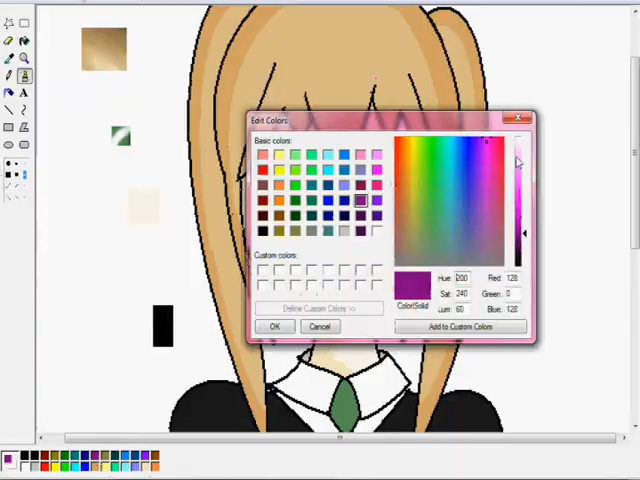 A
Edit Colors
Basic colors:
Custom colors:
Define Custom Colors >>
OK
Cancel
Hue: 200
Sat: 240
Lum: 60
Red: 128
Green: 0
Blue: 128
Color|Solid
Add to Custom Colors